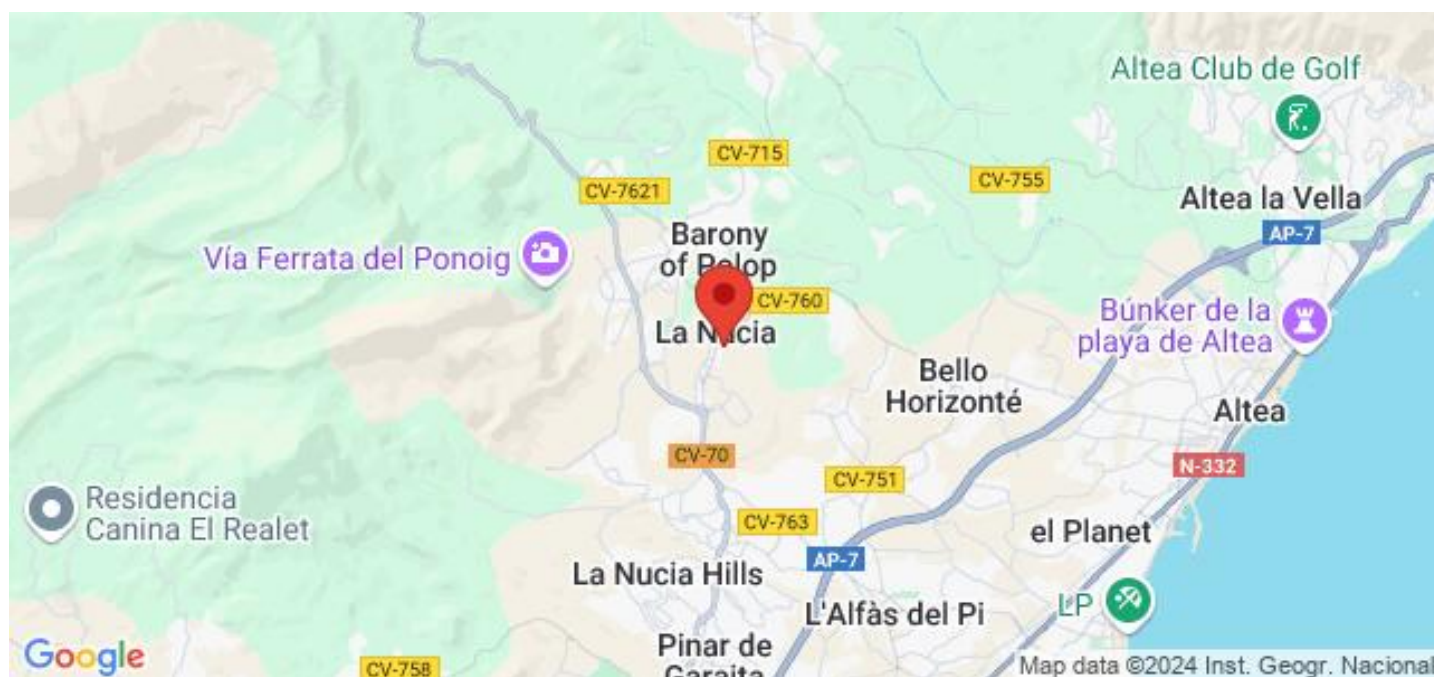 Altea Club de Golf
CV-715
CV-7621
CV-755
Altea la Vella
AP-7
Barony
of Polop
Vía Ferrata del Ponoig
CV-760
La Nucia
Búnker de la
playa de Altea
Bello
Horizonté
Altea
CV-70
N-332
CV-751
Residencia
Canina El Realet
CV-763
el Planet
AP-7
La Nucia Hills
LP
L'Alfàs del Pi
Pinar de
Garaita
Google
CV-758
Map data ©2024 Inst. Geogr. Nacional